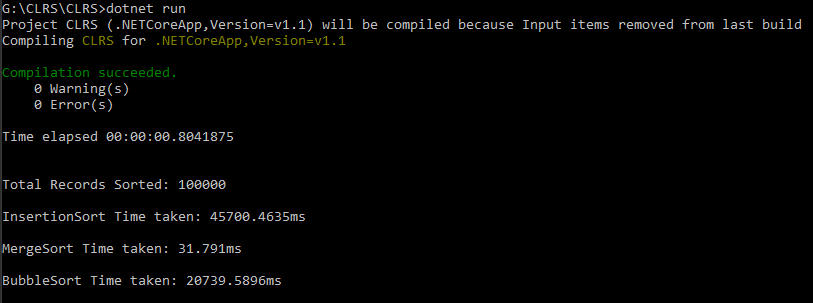 G:\CLRS\CLRS>dotnet run
Project CLRS (.NETCoreApp,Version=v1.1) will be compiled because Input items removed from last build
Compiling CLRS for .NETCoreApp,Version=v1.1
Compilation succeeded.
0 Warning(s)
0 Error(s)
Time elapsed 00:00:00.8041875
Total Records Sorted: 100000
InsertionSort Time taken: 45700.4635ms
MergeSort Time taken: 31.791ms
BubbleSort Time taken: 20739.5896ms